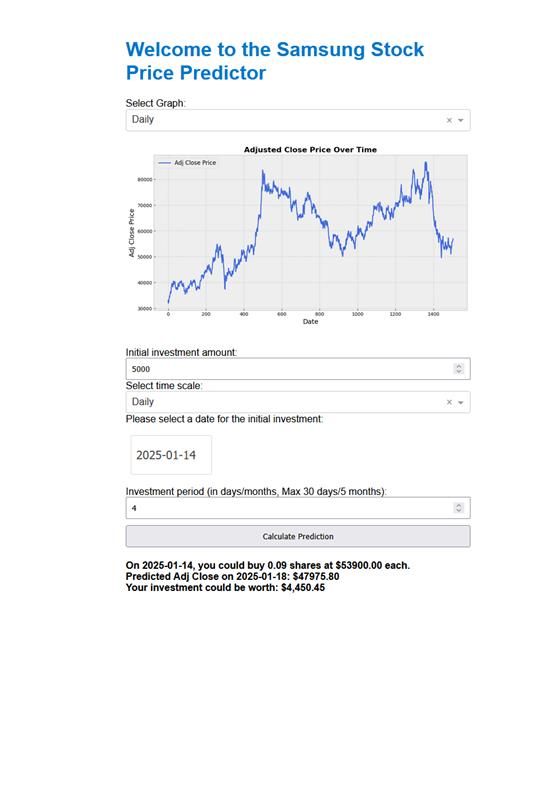 Welcome to the Samsung Stock
Price Predictor
Select Graph:
Daily
Adjusted Close Price Over Time
Adj Close Price
80000
70000
60000
50000
40000
30000
Adj Close Price
0 200 400 600 800 1000 1200 1400
Date
Initial investment amount:
5000
Select time scale:
Daily
Please select a date for the initial investment:
2025-01-14
Investment period (in days/months, Max 30 days/5 months):
4
Calculate Prediction
On 2025-01-14, you could buy 0.09 shares at $53900.00 each.
Predicted Adj Close on 2025-01-18: $47975.80
Your investment could be worth: $4,450.45